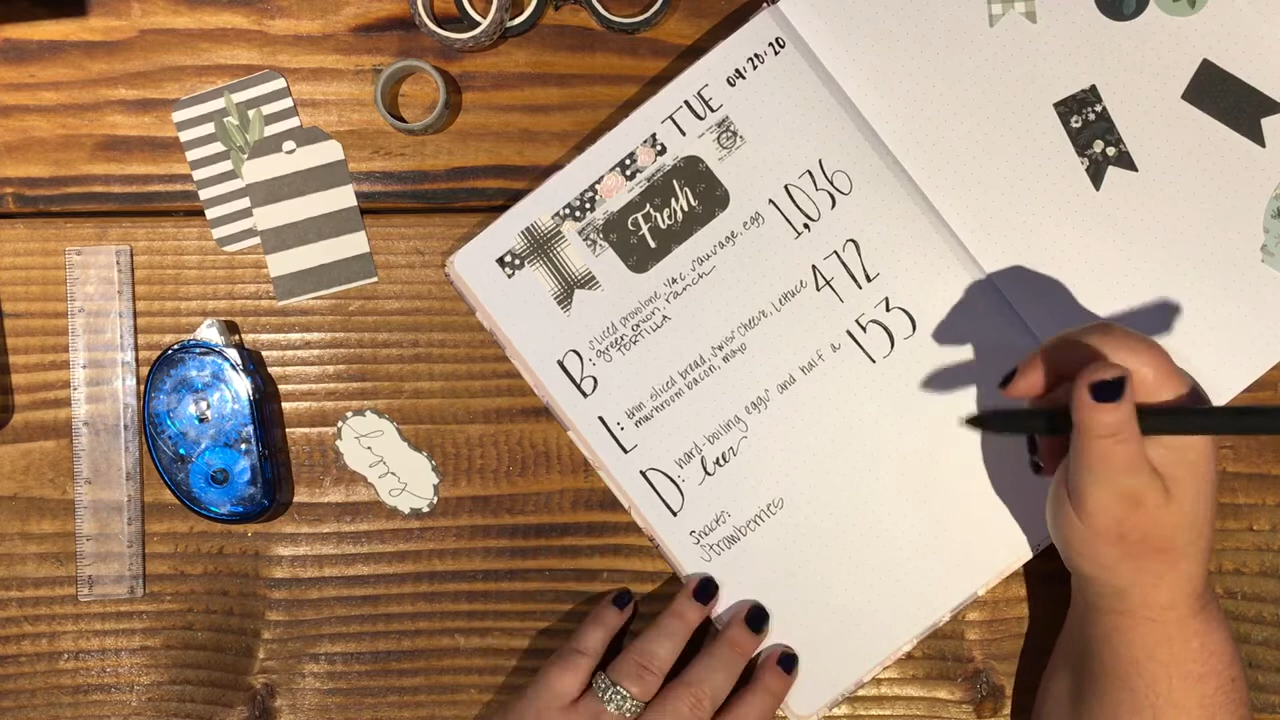 TUE 04/28/20
Fresh
B: sliced provolone, 1/4 c. sausage, egg 1,036
green onion, ranch
TORTILLA
L: thin-sliced bread, swiss cheese, lettuce 472
mushroom bacon, mayo
D: hard-boiling eggs and half a 153
beer
Snacks:
Strawberries